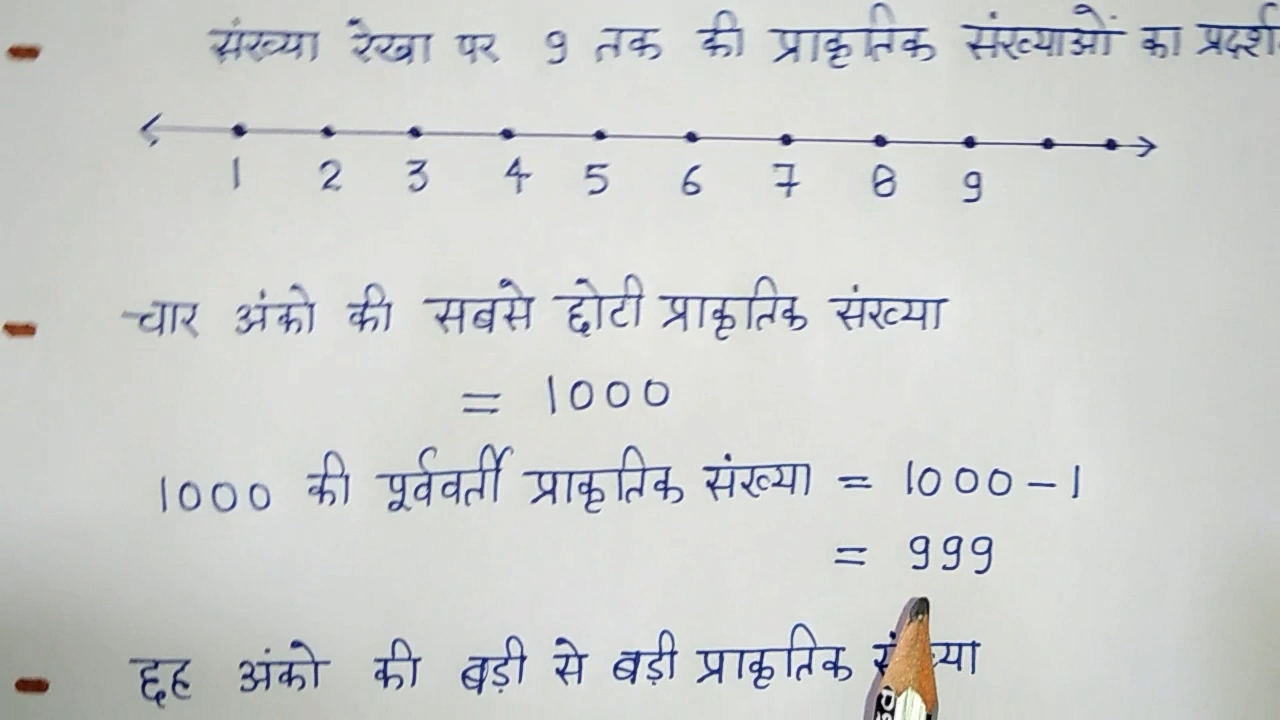 संख्या रेखा पर 9 तक की प्राकृतिक संख्याओं का
1 2 3 4 5 6 7 8 9
चार अंको की सबसे छोटी प्राकृतिक संख्या
= 1000
1000 की पूर्ववर्ती प्राकृतिक संख्या = 1000 - 1
= 999
छह अंको की बड़ी से बड़ी प्राकृतिक